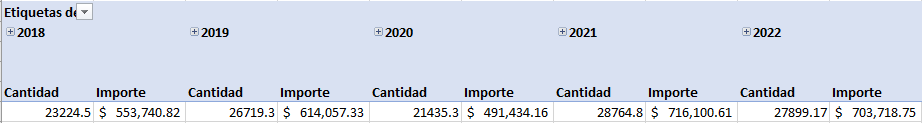 Etiquetas de
2018 2019 2020 2021 2022
Cantidad Importe Cantidad Importe Cantidad Importe Cantidad Importe Cantidad Importe
23224.5 $ 553,740.82 26719.3 $ 614,057.33 21435.3 $ 491,434.16 28764.8 $ 716,100.61 27899.17 $ 703,718.75